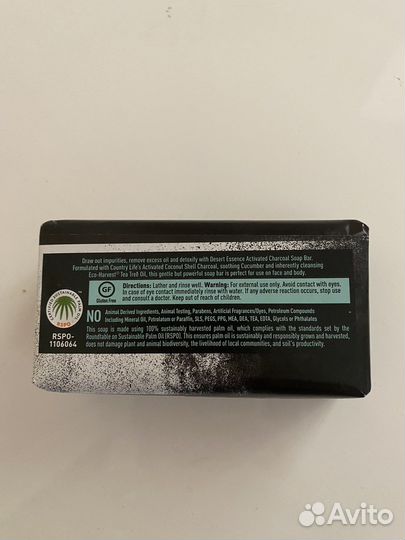 Draw out impurities, remove excess oil and detoxify with Desert Essence Activated Charcoal Soap Bar.
Formulated with Country Life's Activated Coconut Shell Charcoal, soothing Cucumber and inherently cleansing
Eco-Harvest® Tea Tree Oil, this gentle but powerful soap bar is perfect for use on face and body.
GF
Gluten Free
Directions: Lather and rinse well. Warning: For external use only. Avoid contact with eyes.
In case of eye contact immediately rinse with water. If any adverse reaction occurs, stop use
and consult a doctor. Keep out of reach of children.
RSPO
RSPO-
1106064
NO Animal Derived Ingredients, Animal Testing, Parabens, Artificial Fragrances/Dyes, Petroleum Compounds
Including Mineral Oil, Petrolatum or Paraffin, SLS, PEGS, PPG, MEA, DEA, TEA, EDTA, Glycols or Phthalates
This soap is made using 100% sustainably harvested palm oil, which complies with the standards set by the
Roundtable on Sustainable Palm Oil (RSPO). This ensures palm oil is sustainably and responsibly grown and harvested,
does not damage plant and animal biodiversity, the livelihood of local communities, and soil's productivity.
Avito